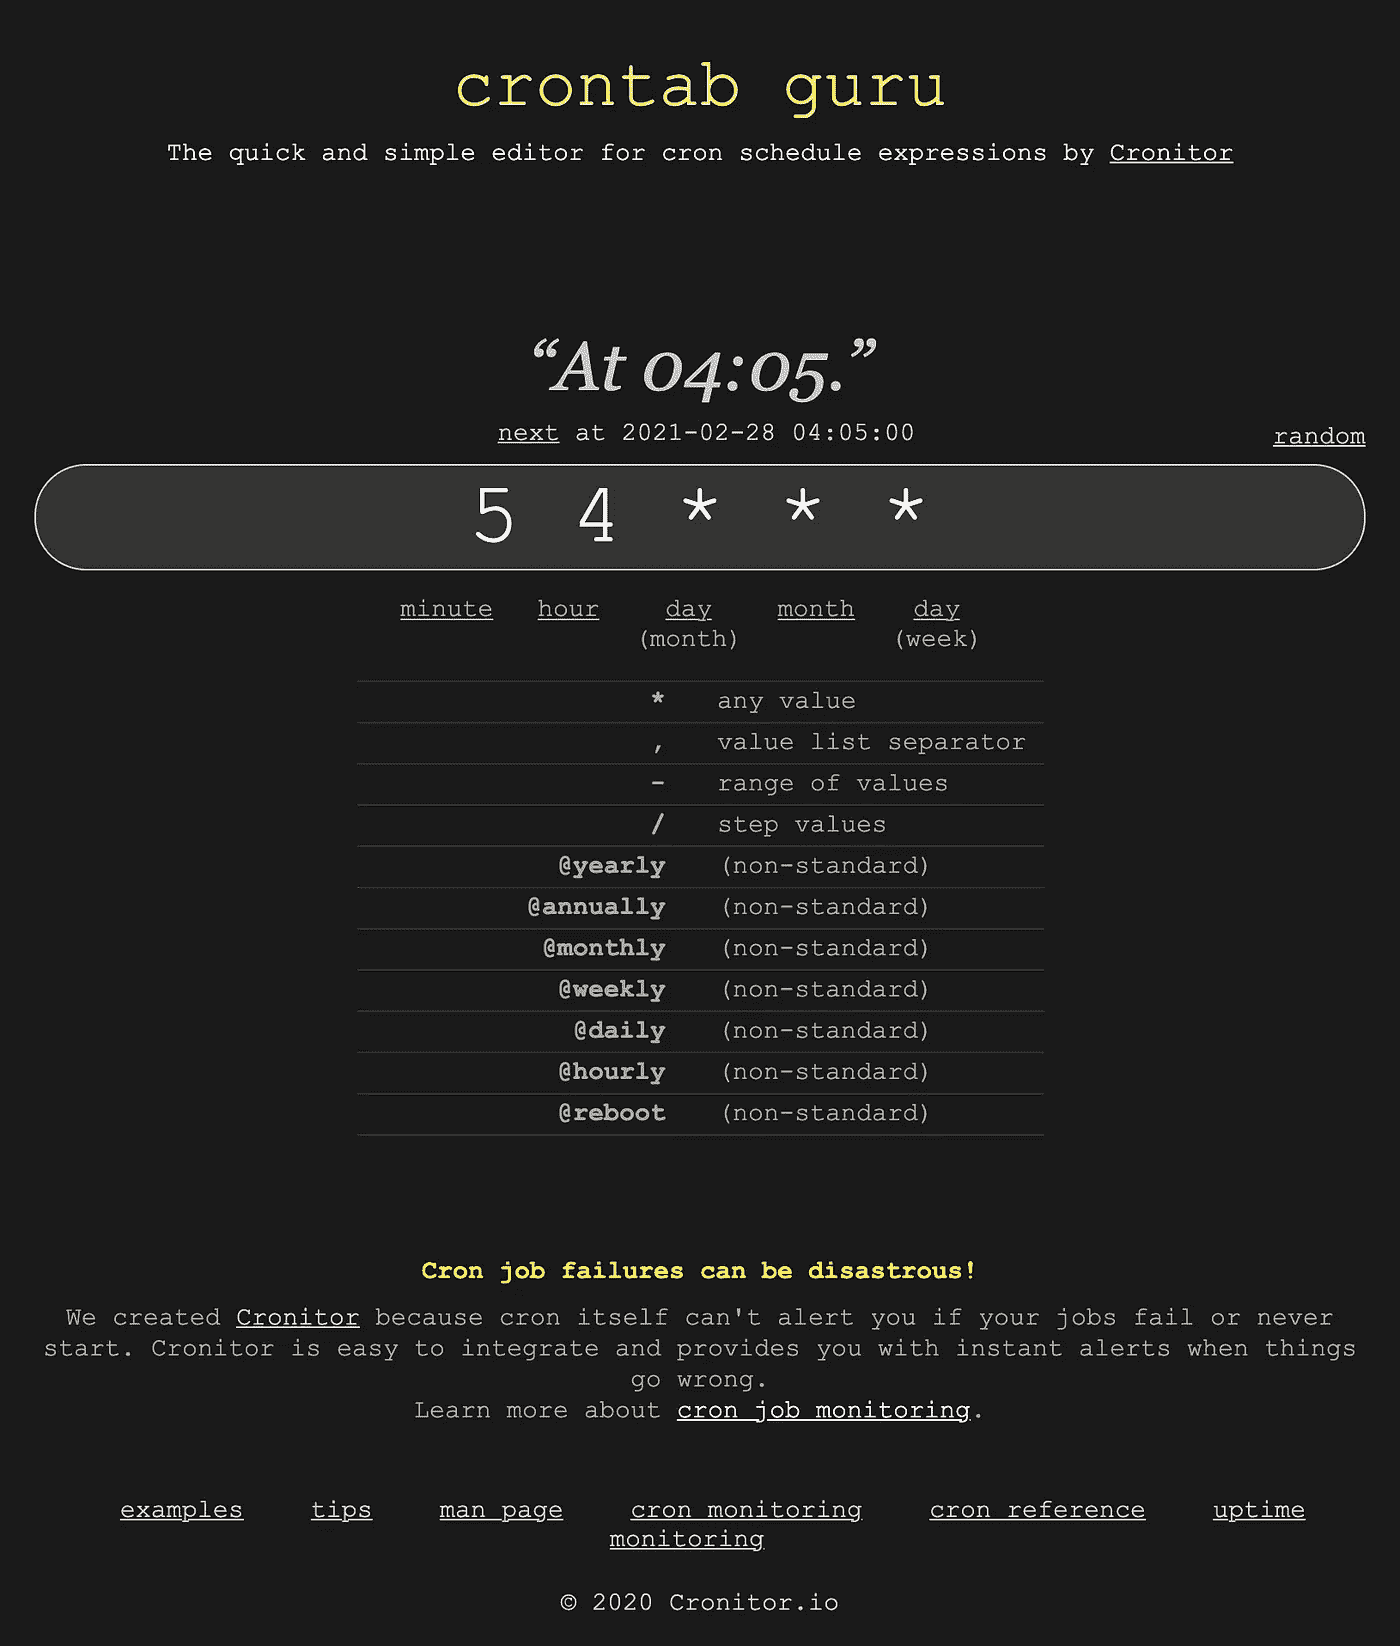 crontab guru
The quick and simple editor for cron schedule expressions by Cronitor
“At 04:05.”
next at 2021-02-28 04:05:00
random
5 4 * * *
minute hour day month day
(month) (week)
* any value
, value list separator
- range of values
/ step values
@yearly (non-standard)
@annually (non-standard)
@monthly (non-standard)
@weekly (non-standard)
@daily (non-standard)
@hourly (non-standard)
@reboot (non-standard)
Cron job failures can be disastrous!
We created Cronitor because cron itself can't alert you if your jobs fail or never
start. Cronitor is easy to integrate and provides you with instant alerts when things
go wrong.
Learn more about cron job monitoring.
examples tips man page cron monitoring cron reference uptime
monitoring
© 2020 Cronitor.io